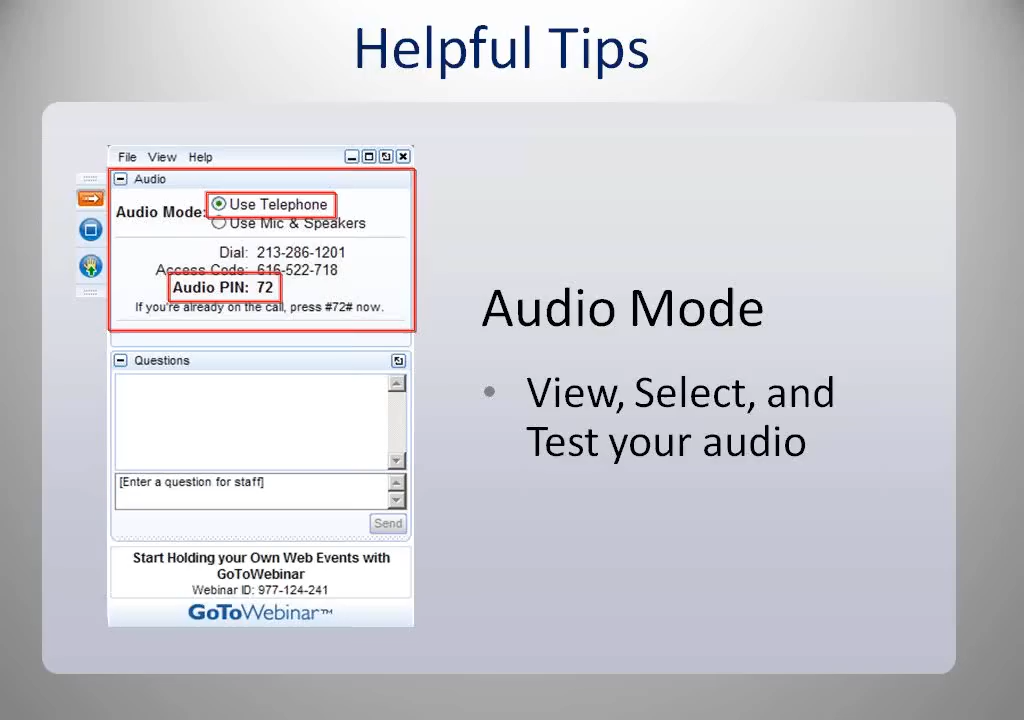 Helpful Tips
File View Help
Audio
Audio Mode:
Use Telephone
Use Mic & Speakers
Dial: 213-286-1201
Access Code: 616-522-718
Audio PIN: 72
If you're already on the call, press #72# now.
Questions
[Enter a question for staff]
Send
Start Holding your Own Web Events with
GoToWebinar
Webinar ID: 977-124-241
GoToWebinar™
Audio Mode
• View, Select, and
Test your audio